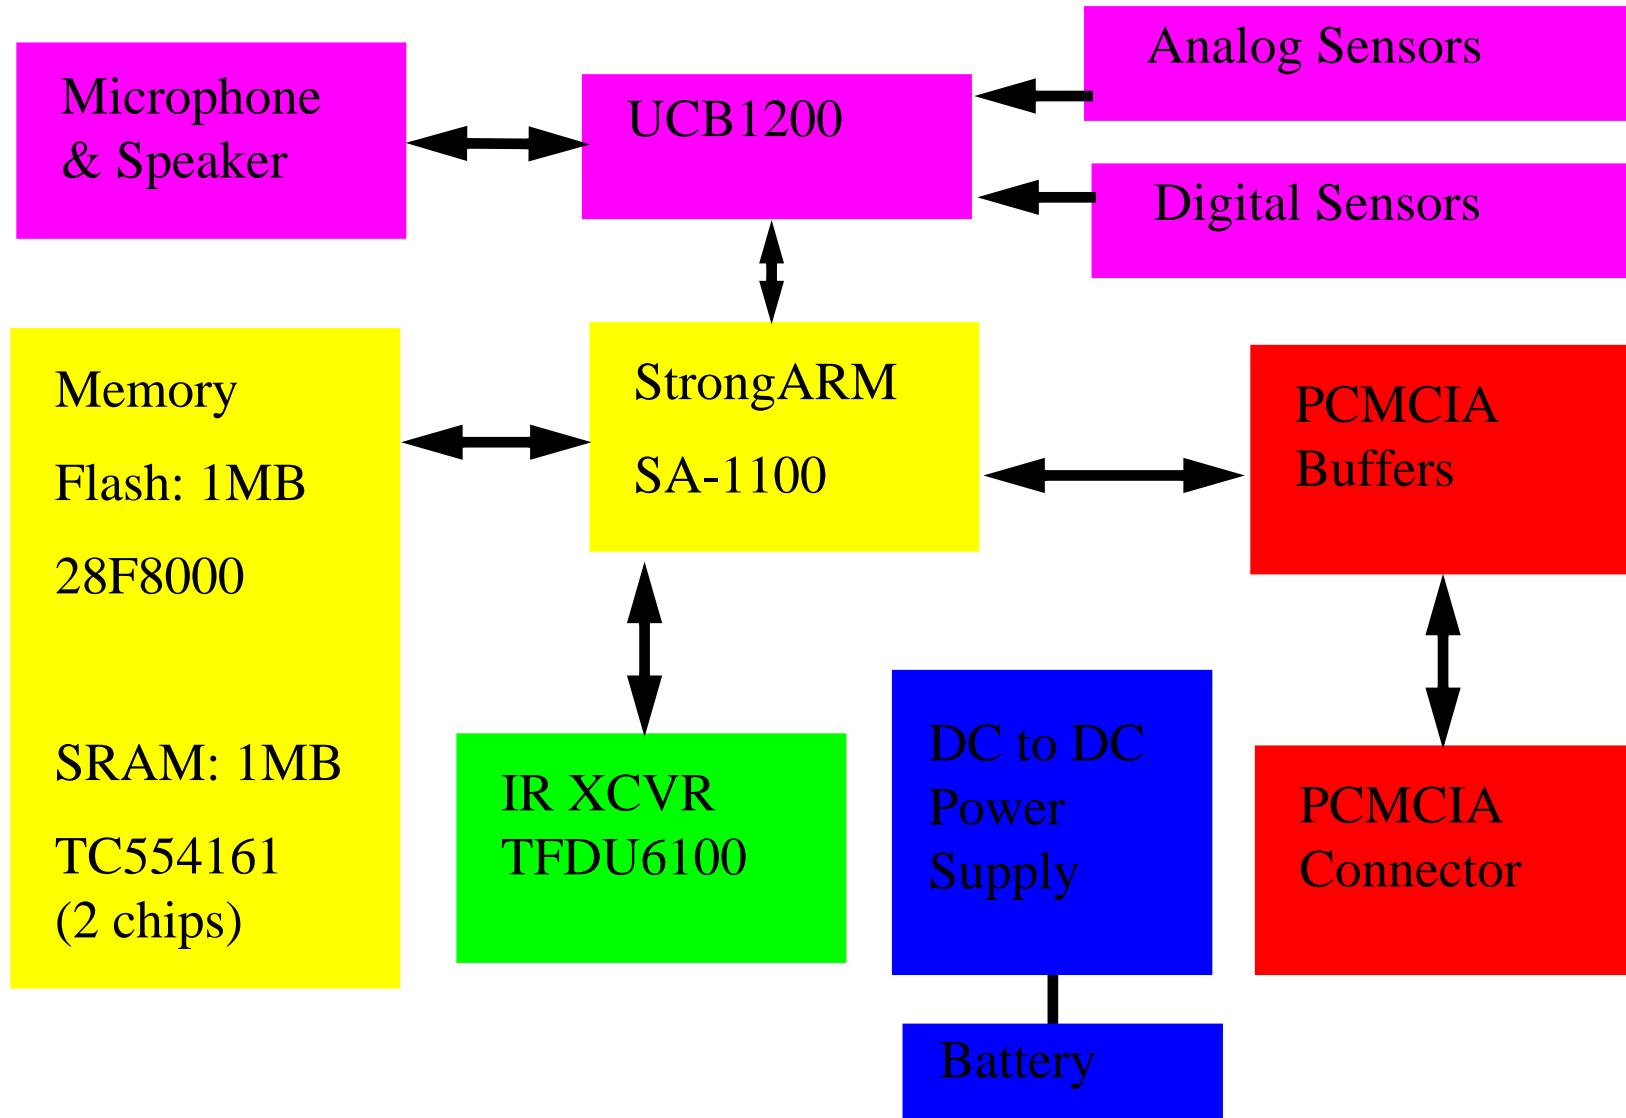 Microphone
& Speaker
UCB1200
Analog Sensors
Digital Sensors
Memory
Flash: 1MB
28F8000
SRAM: 1MB
TC554161
(2 chips)
StrongARM
SA-1100
PCMCIA
Buffers
IR XCVR
TFDU6100
DC to DC
Power
Supply
PCMCIA
Connector
Battery